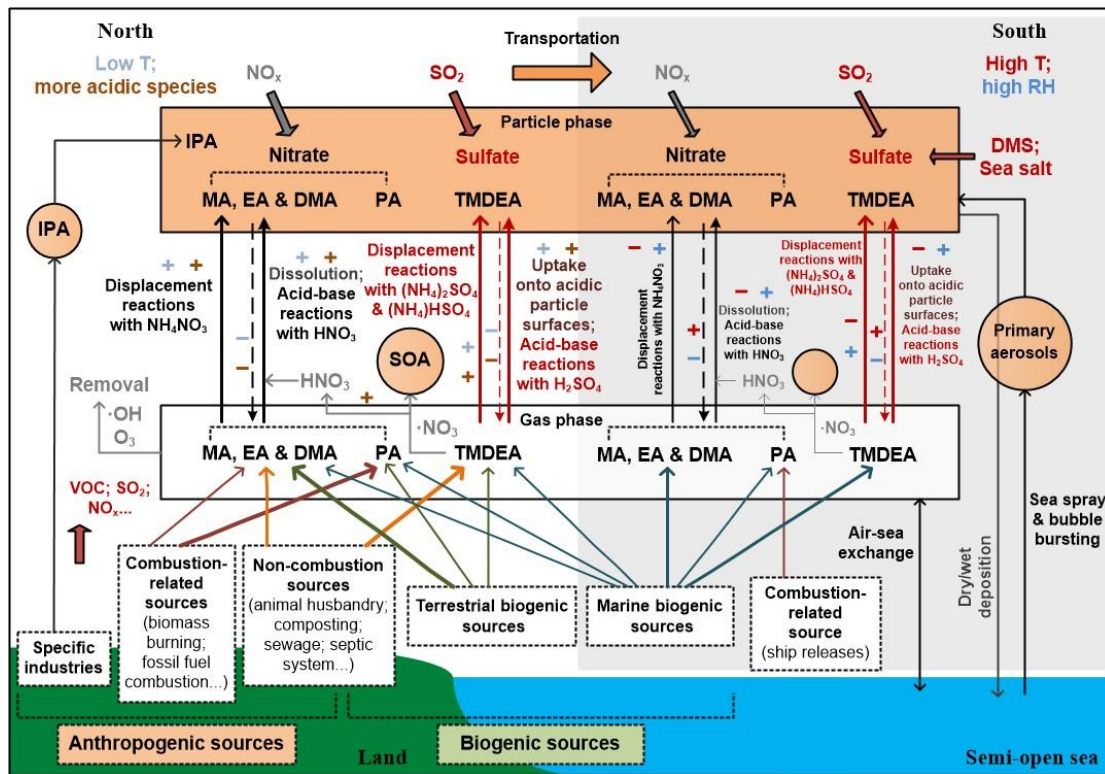 North
Transportation
South
Low T;
more acidic species
NOₓ
SO₂
NOₓ
SO₂
High T;
high RH
Particle phase
IPA
Nitrate
Sulfate
Nitrate
Sulfate
DMS;
Sea salt
MA, EA & DMA
PA
TMDEA
MA, EA & DMA
PA
TMDEA
IPA
+ +
Displacement
reactions
with NH₄NO₃
+ +
Dissolution;
Acid-base
reactions
with HNO₃
−
−
Displacement
reactions
with (NH₄)₂SO₄
& (NH₄)HSO₄
+
+
−
−
+ +
Uptake
onto acidic
particle
surfaces;
Acid-base
reactions
with H₂SO₄
− +
Displacement
reactions with NH₄NO₃
− +
Dissolution;
Acid-base
reactions
with HNO₃
+
−
Displacement
reactions with
(NH₄)₂SO₄ &
(NH₄)HSO₄
−
+
+
−
− +
Uptake
onto acidic
particle
surfaces;
Acid-base
reactions
with H₂SO₄
Primary
aerosols
SOA
HNO₃
+
HNO₃
Removal
·OH
O₃
Gas phase
·NO₃
·NO₃
MA, EA & DMA
PA
TMDEA
MA, EA & DMA
PA
TMDEA
VOC; SO₂;
NOₓ...
Air-sea
exchange
Dry/wet
deposition
Sea spray
& bubble
bursting
Specific
industries
Combustion-
related
sources
(biomass
burning;
fossil fuel
combustion...)
Non-combustion
sources
(animal husbandry;
composting;
sewage; septic
system...)
Terrestrial biogenic
sources
Marine biogenic
sources
Combustion-
related
source
(ship releases)
Anthropogenic sources
Biogenic sources
Land
Semi-open sea